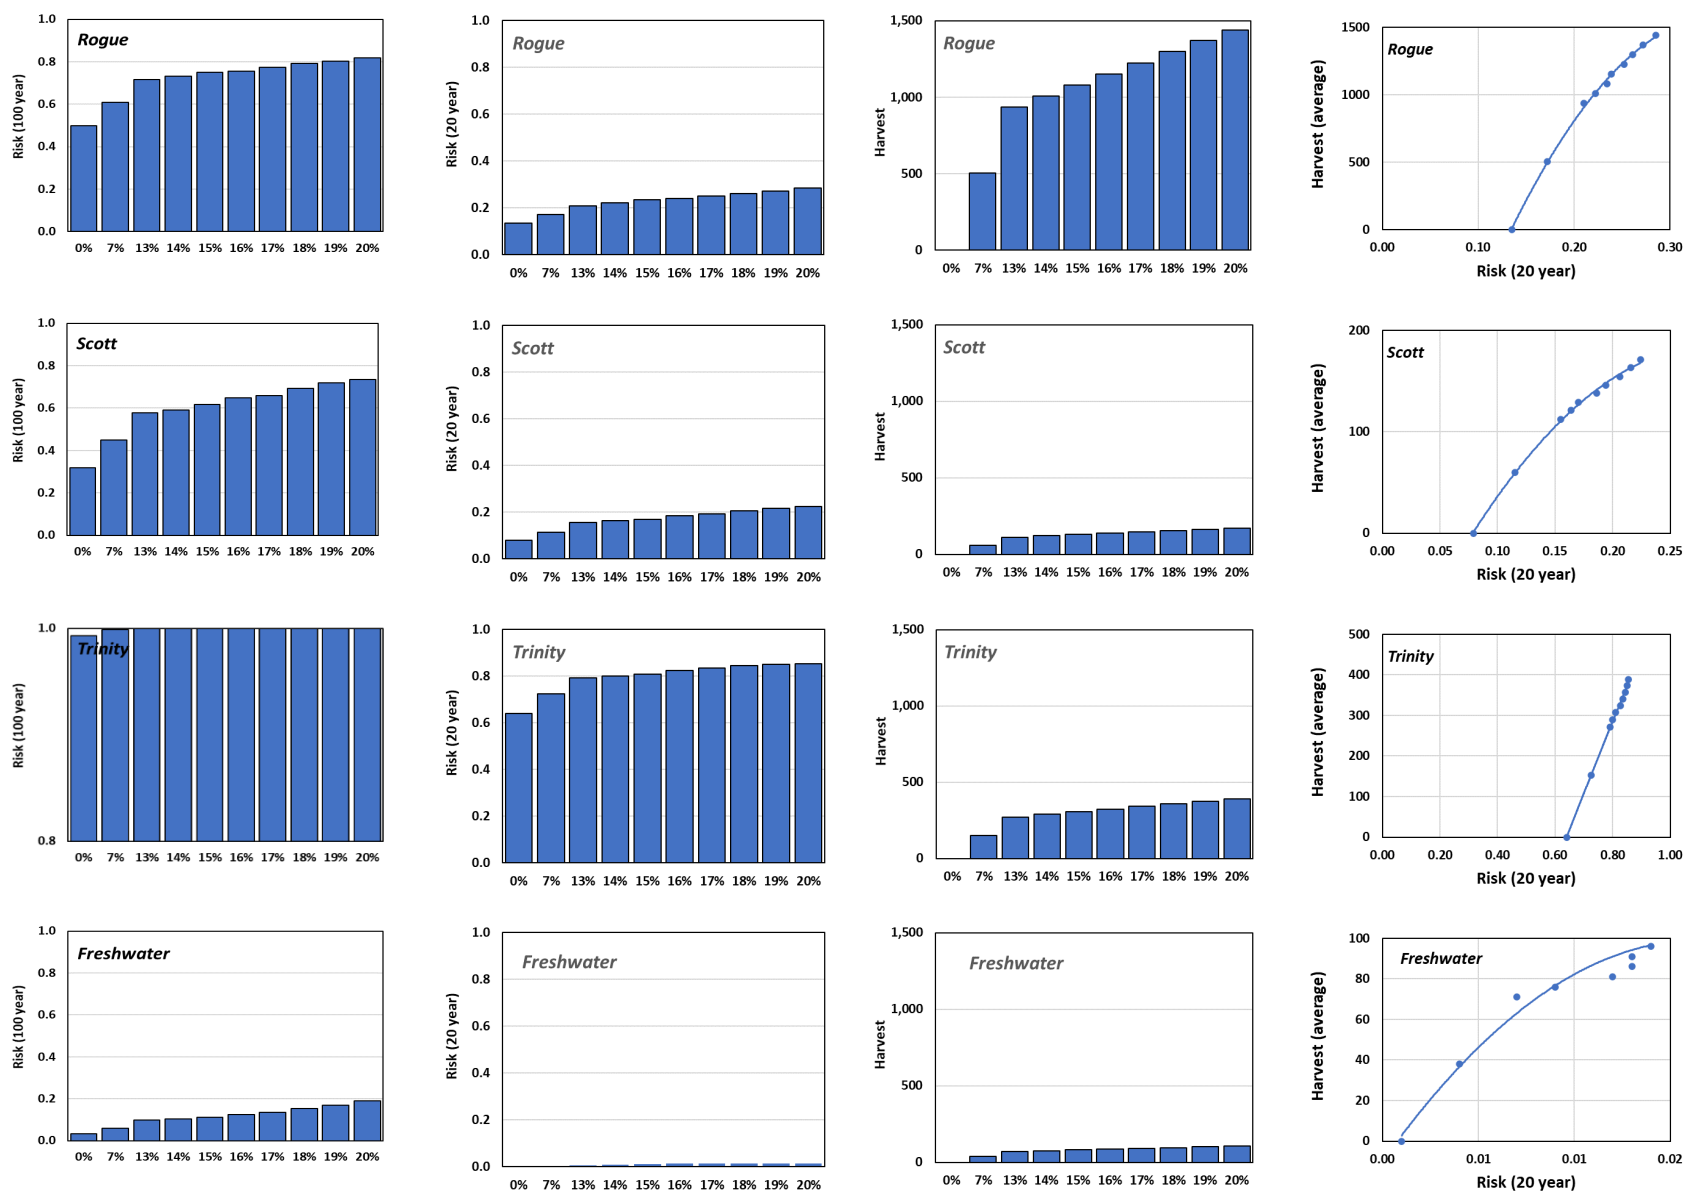 Rogue
Risk (100 year)
1.0
0.8
0.6
0.4
0.2
0.0
0% 7% 13% 14% 15% 16% 17% 18% 19% 20%
Rogue
Risk (20 year)
1.0
0.8
0.6
0.4
0.2
0.0
0% 7% 13% 14% 15% 16% 17% 18% 19% 20%
Rogue
Harvest
1,500
1,000
500
0
0% 7% 13% 14% 15% 16% 17% 18% 19% 20%
Rogue
Harvest (average)
1500
1000
500
0
0.00 0.10 0.20 0.30
Risk (20 year)
Scott
Risk (100 year)
1.0
0.8
0.6
0.4
0.2
0.0
0% 7% 13% 14% 15% 16% 17% 18% 19% 20%
Scott
Risk (20 year)
1.0
0.8
0.6
0.4
0.2
0.0
0% 7% 13% 14% 15% 16% 17% 18% 19% 20%
Scott
Harvest
1,500
1,000
500
0
0% 7% 13% 14% 15% 16% 17% 18% 19% 20%
Scott
Harvest (average)
200
100
0
0.00 0.05 0.10 0.15 0.20 0.25
Risk (20 year)
Trinity
Risk (100 year)
1.0
0.8
0% 7% 13% 14% 15% 16% 17% 18% 19% 20%
Trinity
Risk (20 year)
1.0
0.8
0.6
0.4
0.2
0.0
0% 7% 13% 14% 15% 16% 17% 18% 19% 20%
Trinity
Harvest
1,500
1,000
500
0
0% 7% 13% 14% 15% 16% 17% 18% 19% 20%
Trinity
Harvest (average)
500
400
300
200
100
0
0.00 0.20 0.40 0.60 0.80 1.00
Risk (20 year)
Freshwater
Risk (100 year)
1.0
0.8
0.6
0.4
0.2
0.0
0% 7% 13% 14% 15% 16% 17% 18% 19% 20%
Freshwater
Risk (20 year)
1.0
0.8
0.6
0.4
0.2
0.0
0% 7% 13% 14% 15% 16% 17% 18% 19% 20%
Freshwater
Harvest
1,500
1,000
500
0
0% 7% 13% 14% 15% 16% 17% 18% 19% 20%
Freshwater
Harvest (average)
100
80
60
40
20
0
0.00 0.01 0.01 0.02
Risk (20 year)